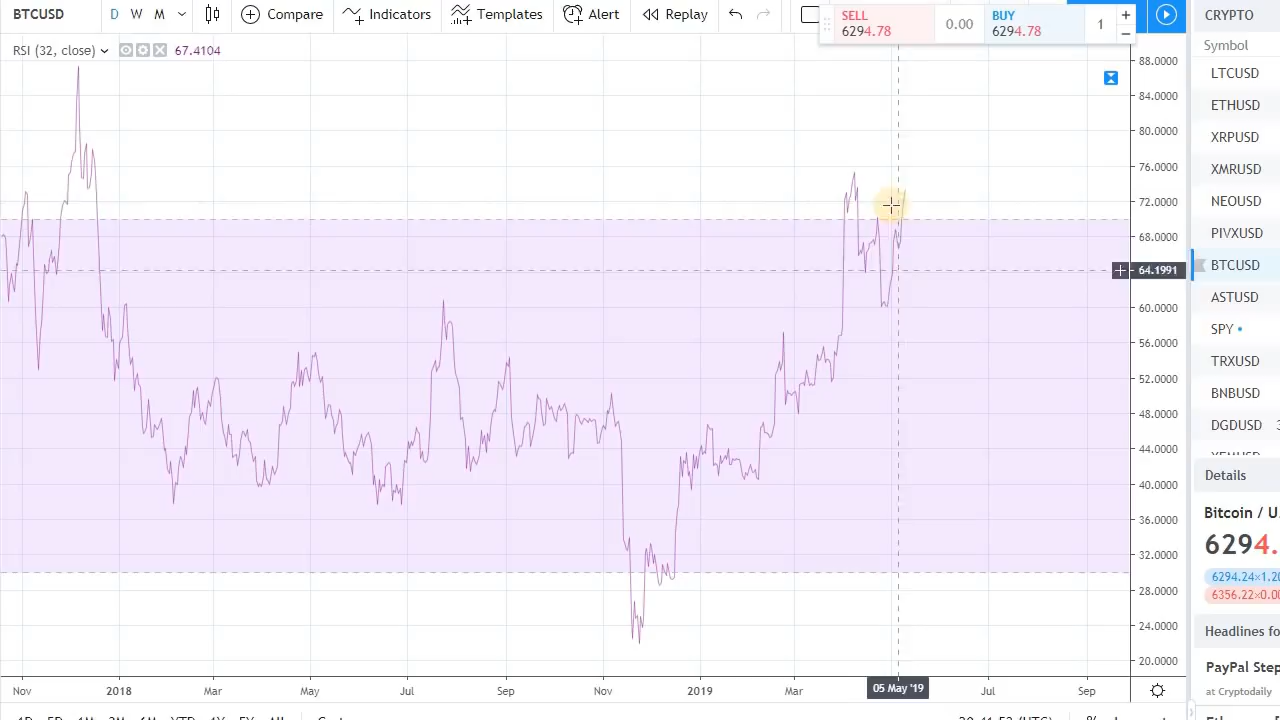 BTCUSD D W M Compare Indicators Templates Alert Replay
SELL 6294.78 0.00 BUY 6294.78 1 + −
RSI (32, close) 67.4104
88.0000
84.0000
80.0000
76.0000
72.0000
68.0000
64.1991
60.0000
56.0000
52.0000
48.0000
44.0000
40.0000
36.0000
32.0000
28.0000
24.0000
20.0000
Nov 2018 Mar May Jul Sep Nov 2019 Mar 05 May '19 Jul Sep
CRYPTO
Symbol
LTCUSD
ETHUSD
XRPUSD
XMRUSD
NEOUSD
PIVXUSD
BTCUSD
ASTUSD
SPY
TRXUSD
BNBUSD
DGDUSD 3
Details
Bitcoin / U.
6294.
6294.24×1.20
6356.22×0.00
Headlines fo
PayPal Step
at Cryptodaily